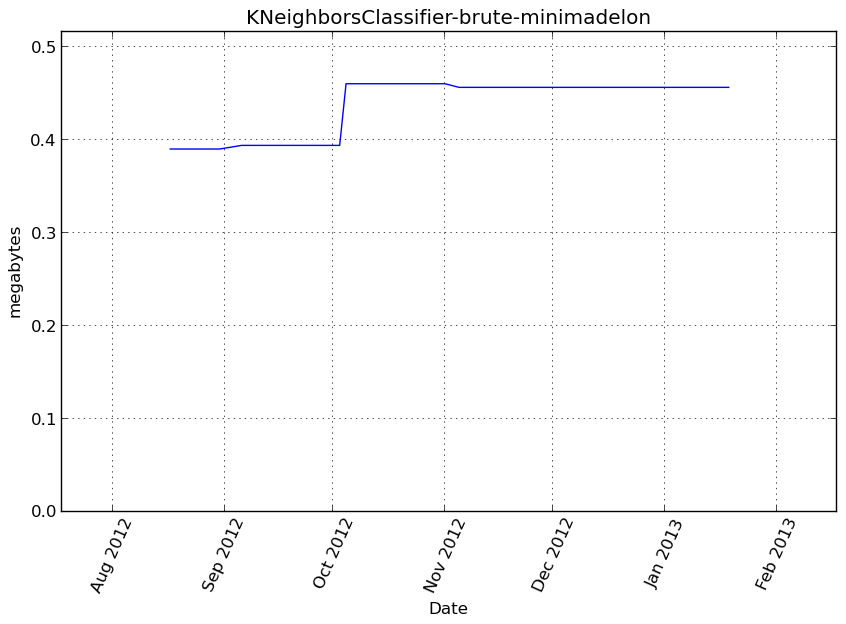 KNeighborsClassifier-brute-minimadelon
0.5
0.4
0.3
0.2
0.1
0.0
megabytes
Aug 2012
Sep 2012
Oct 2012
Nov 2012
Dec 2012
Jan 2013
Feb 2013
Date